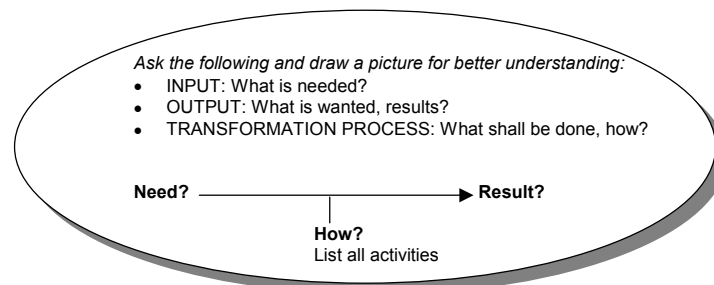 Ask the following and draw a picture for better understanding:
• INPUT: What is needed?
• OUTPUT: What is wanted, results?
• TRANSFORMATION PROCESS: What shall be done, how?
Need? Result?
How?
List all activities